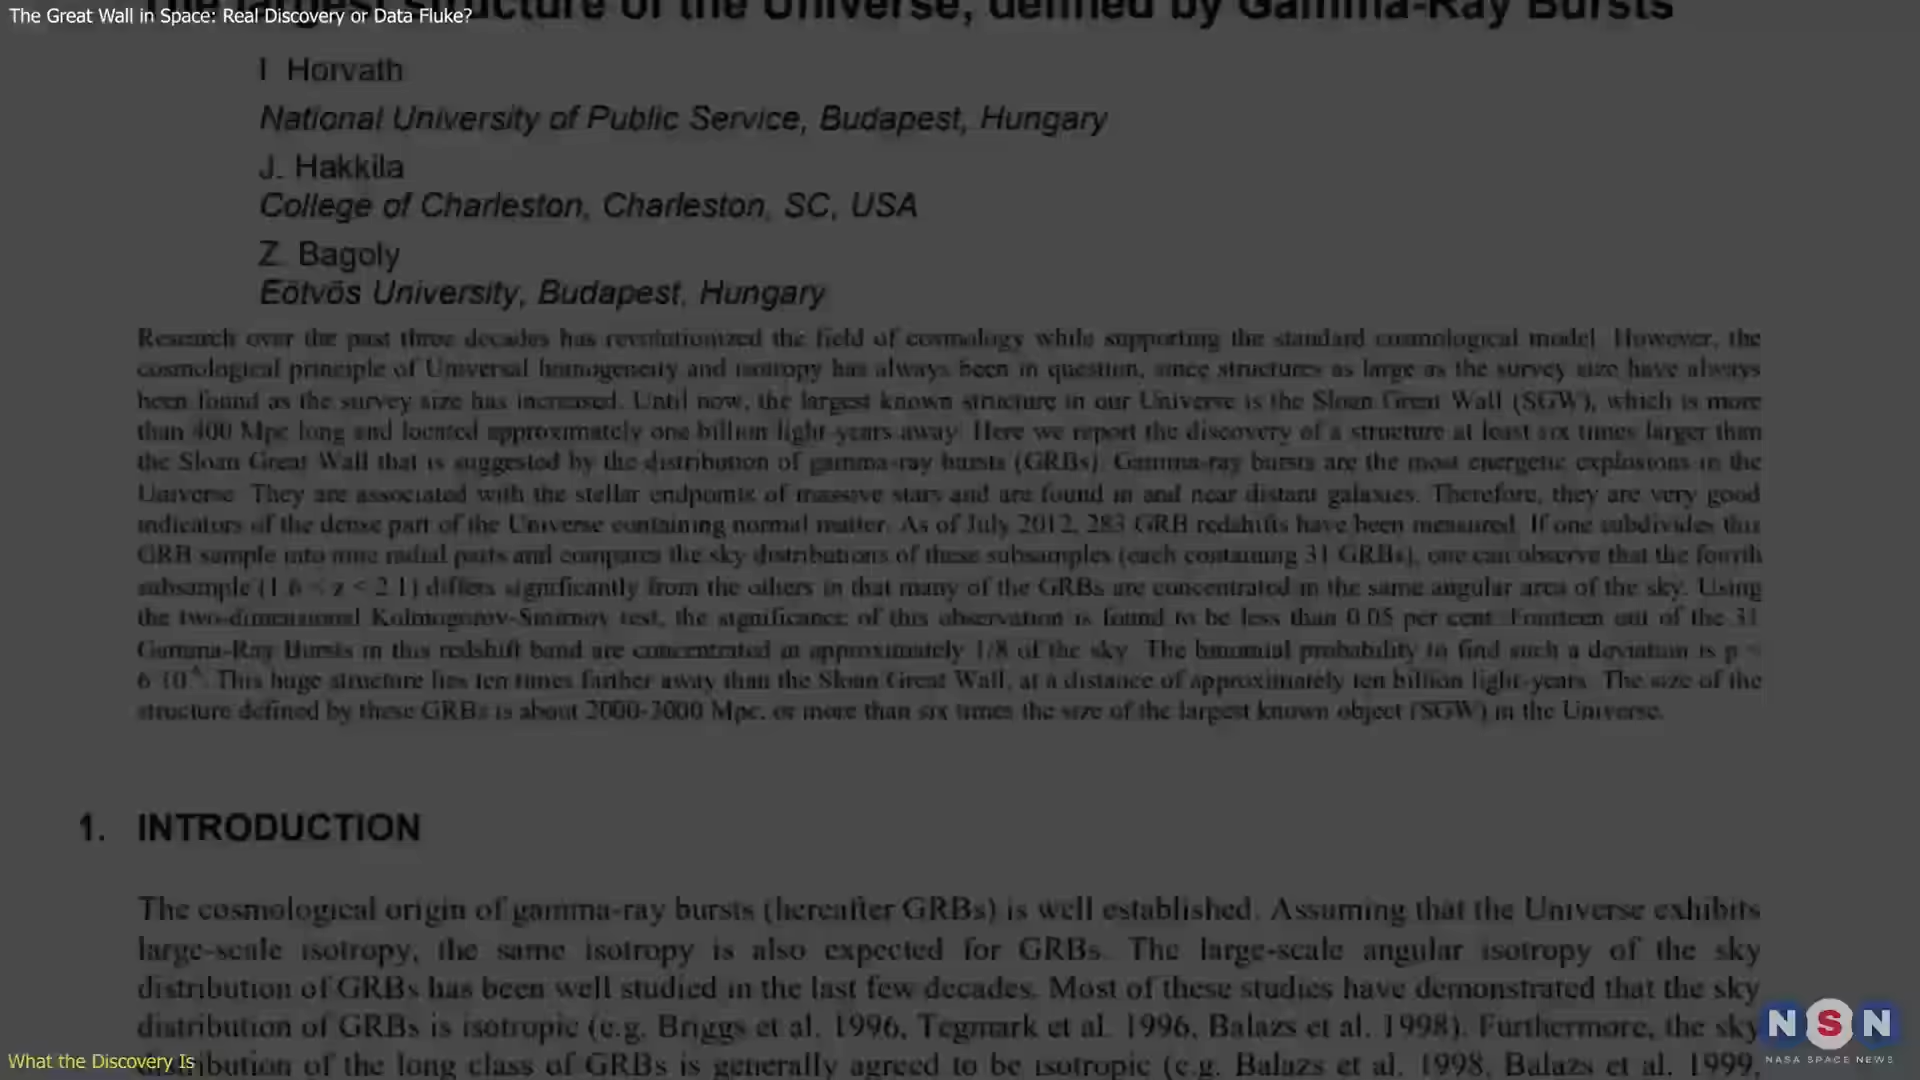 The Great Wall in Space: Real Discovery or Data Fluke?
of the Universe, defined by Gamma-Ray Bursts
I Horvath
National University of Public Service, Budapest, Hungary
J. Hakkila
College of Charleston, Charleston, SC, USA
Z. Bagoly
Eötvös University, Budapest, Hungary
Research over the past three decades has revolutionized the field of cosmology while supporting the standard cosmological model. However, the
cosmological principle of Universal homogeneity and isotropy has always been in question, since structures as large as the survey size have always
been found as the survey size has increased. Until now, the largest known structure in our Universe is the Sloan Great Wall (SGW), which is more
than 400 Mpc long and located approximately one billion light-years away. Here we report the discovery of a structure at least six times larger than
the Sloan Great Wall that is suggested by the distribution of gamma-ray bursts (GRBs). Gamma-ray bursts are the most energetic explosions in the
Universe. They are associated with the stellar endpoints of massive stars and are found in and near distant galaxies. Therefore, they are very good
indicators of the dense part of the Universe containing normal matter. As of July 2012, 283 GRB redshifts have been measured. If one subdivides this
GRB sample into nine radial parts and compares the sky distributions of these subsamples (each containing 31 GRBs), one can observe that the fourth
subsample (1.6 < z < 2.1) differs significantly from the others in that many of the GRBs are concentrated in the same angular area of the sky. Using
the two-dimensional Kolmogorov-Smirnov test, the significance of this observation is found to be less than 0.05 per cent. Fourteen out of the 31
Gamma-Ray Bursts in this redshift band are concentrated in approximately 1/8 of the sky. The binomial probability to find such a deviation is p
This huge structure lies ten times farther away than the Sloan Great Wall, at a distance of approximately ten billion light-years. The size of the
structure defined by these GRBs is about 2000-3000 Mpc, or more than six times the size of the largest known object (SGW) in the Universe.
1. INTRODUCTION
The cosmological origin of gamma-ray bursts (hereafter GRBs) is well established. Assuming that the Universe exhibits
large-scale isotropy, the same isotropy is also expected for GRBs. The large-scale angular isotropy of the sky
distribution of GRBs has been well studied in the last few decades. Most of these studies have demonstrated that the sky
distribution of GRBs is isotropic (e.g. Briggs et al. 1996, Tegmark et al. 1996, Balazs et al. 1998). Furthermore, the sky
distribution of the long class of GRBs is generally agreed to be isotropic (e.g. Balazs et al. 1998, Balazs et al. 1999,
What the Discovery Is
NSN
NASA SPACE NEWS